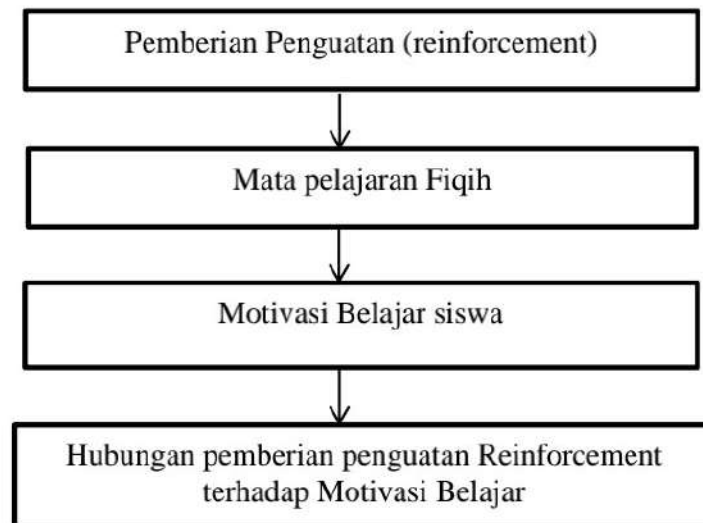 Pemberian Penguatan (reinforcement)
Mata pelajaran Fiqih
Motivasi Belajar siswa
Hubungan pemberian penguatan Reinforcement
terhadap Motivasi Belajar